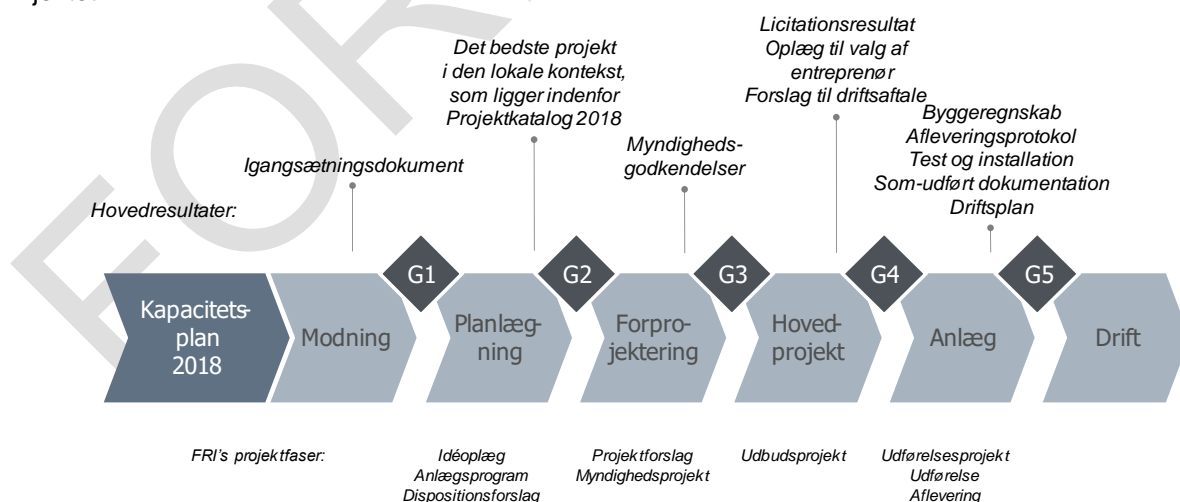 Licitationsresultat
Oplæg til valg af
entreprenør
Forslag til driftsaftale
Det bedste projekt
i den lokale kontekst,
som ligger indenfor
Projektkatalog 2018
Byggeregnskab
Afleveringsprotokol
Test og installation
Som-udført dokumentation
Driftsplan
Myndigheds-
godkendelser
Igangsætningsdokument
Hovedresultater:
G1
G2
G3
G4
G5
Kapacitets-
plan
2018
Modning
Planlæg-
ning
Forpro-
jektering
Hoved-
projekt
Anlæg
Drift
FRI's projektfaser:
Idéoplæg
Anlægsprogram
Dispositionsforslag
Projektforslag
Myndighedsprojekt
Udbudsprojekt
Udførelsesprojekt
Udførelse
Aflevering